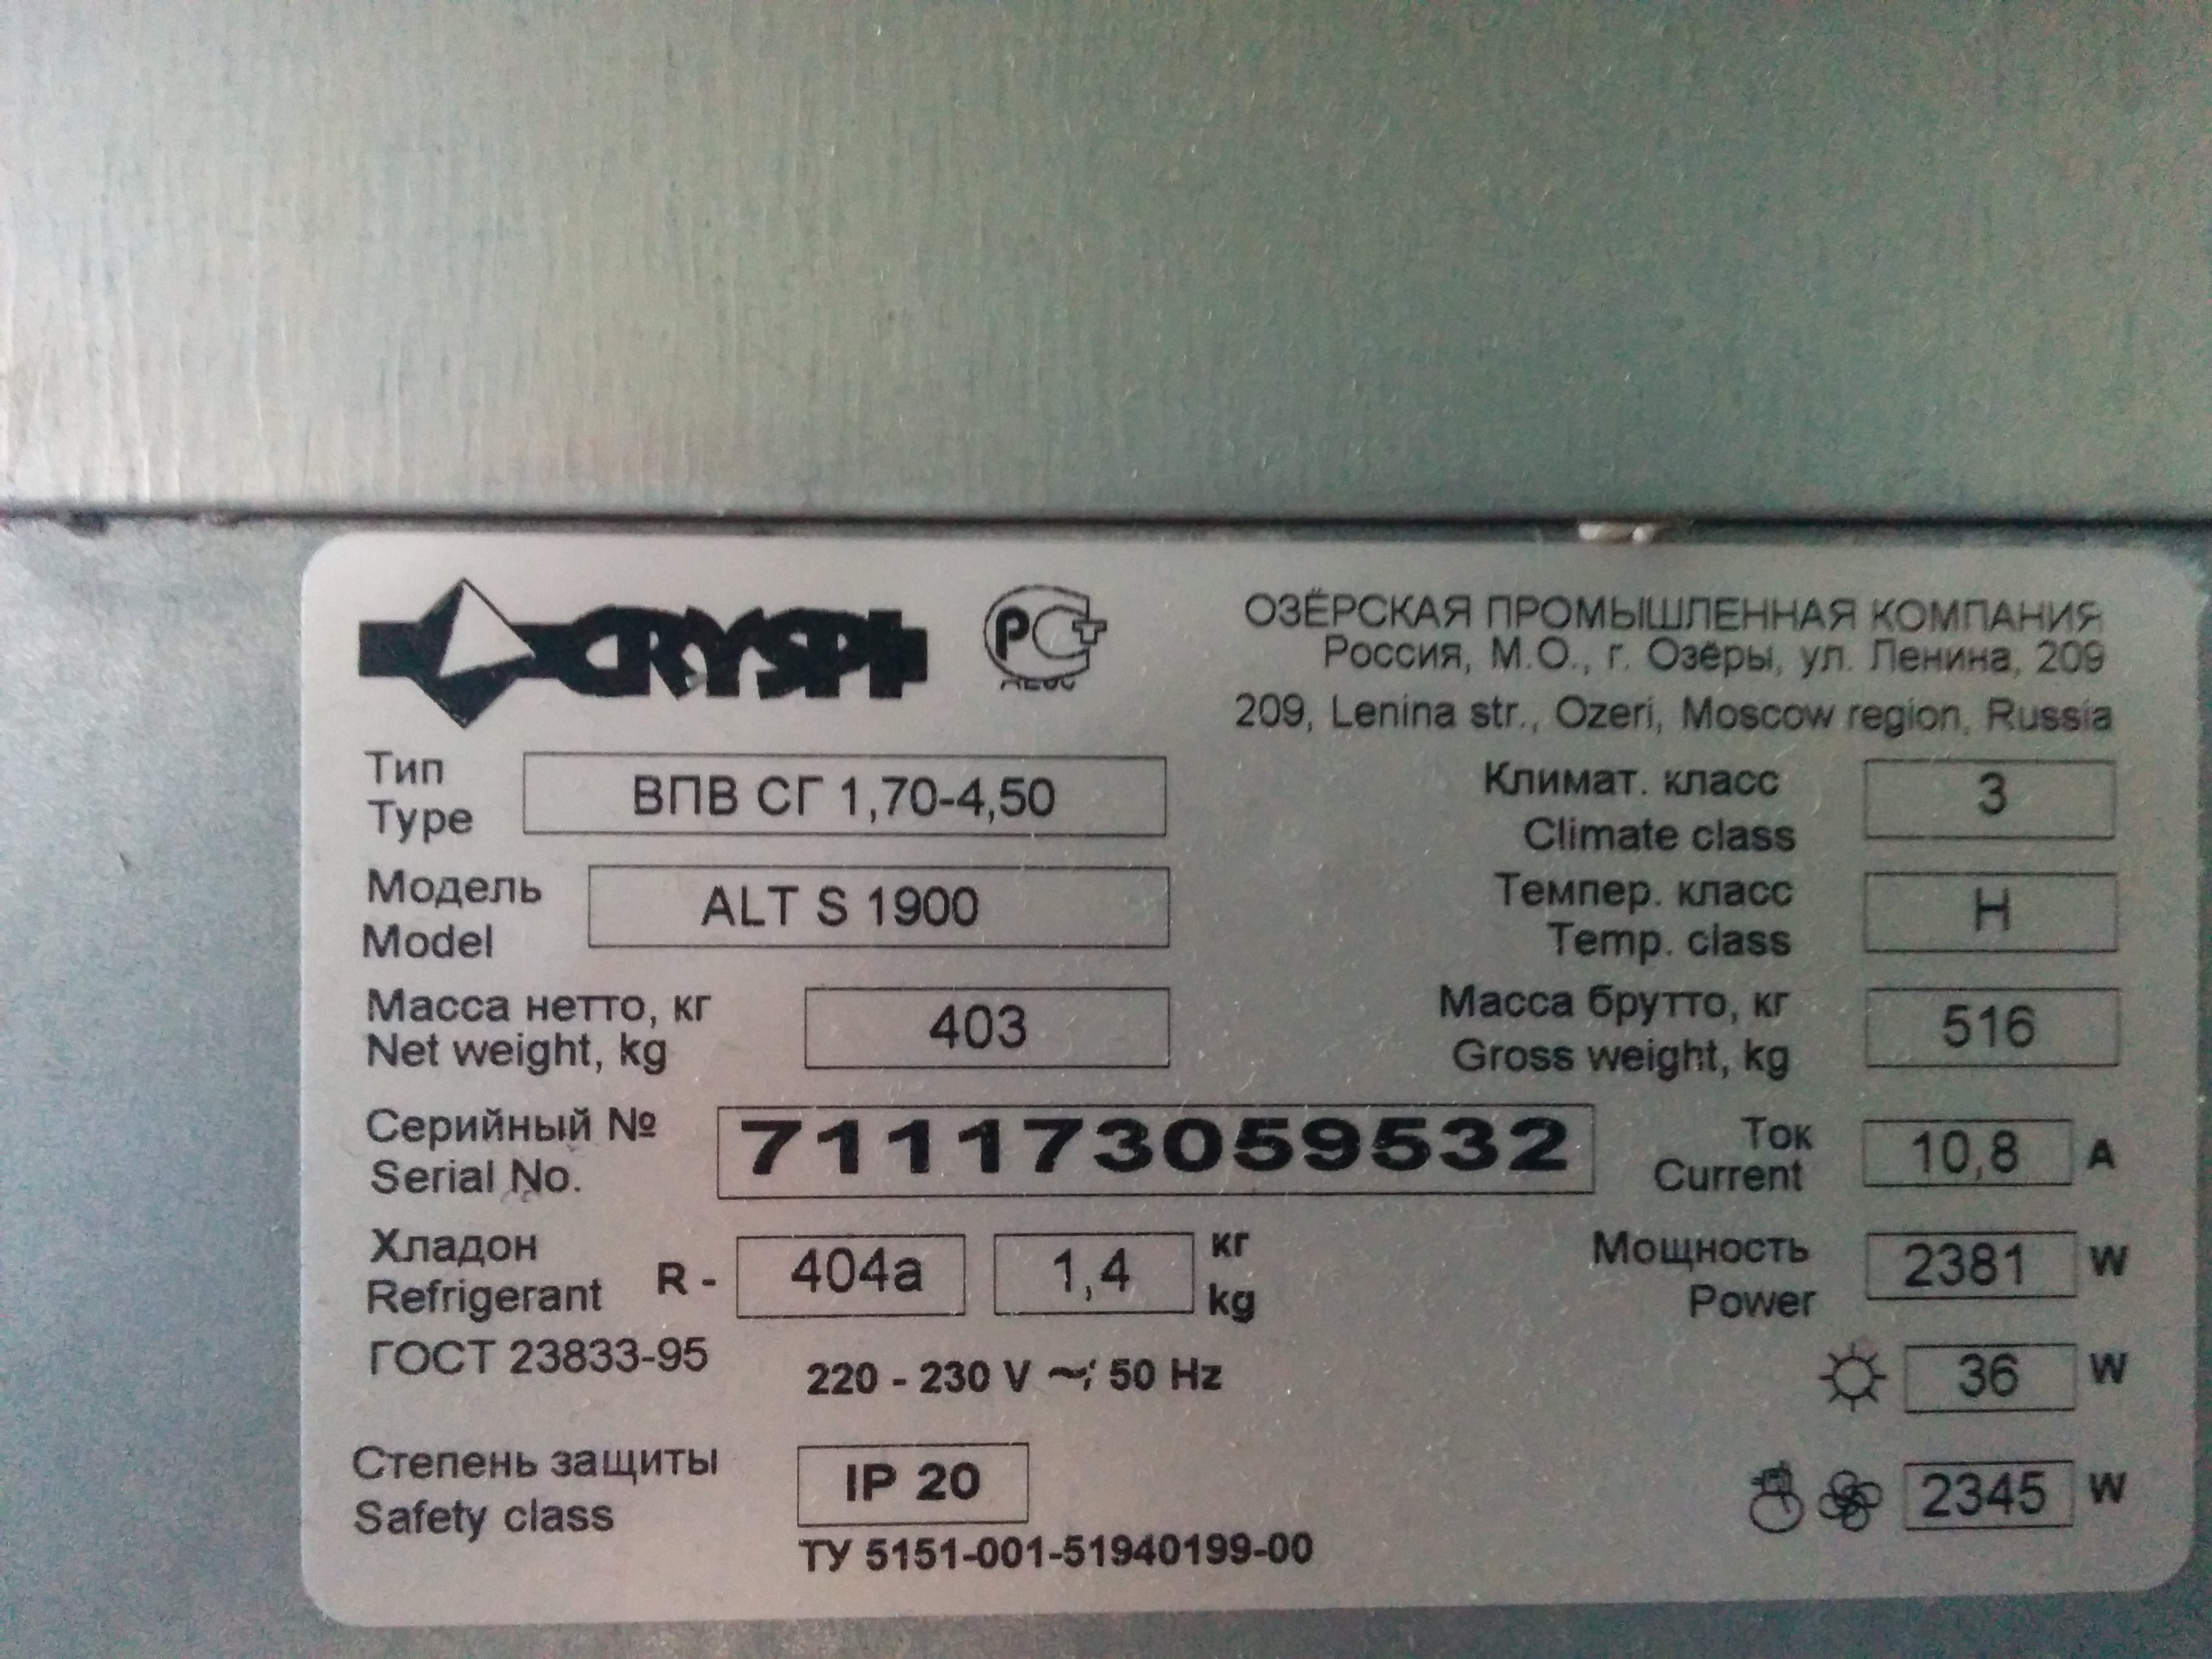 CRYSPI
РСТ
ОЗЁРСКАЯ ПРОМЫШЛЕННАЯ КОМПАНИЯ
Россия, М.О., г. Озёры, ул. Ленина, 209
209, Lenina str., Ozeri, Moscow region, Russia
Тип
Type
ВПВ СГ 1,70-4,50
Климат. класс
Climate class
3
Модель
Model
ALT S 1900
Темпер. класс
Temp. class
Н
Масса нетто, кг
Net weight, kg
403
Масса брутто, кг
Gross weight, kg
516
Серийный №
Serial No.
711173059532
Ток
Current
10,8 A
Хладон
Refrigerant
R - 404a 1,4
кг
kg
Мощность
Power
2381 W
ГОСТ 23833-95
220 - 230 V ~; 50 Hz
36 W
Степень защиты
Safety class
IP 20
2345 W
ТУ 5151-001-51940199-00